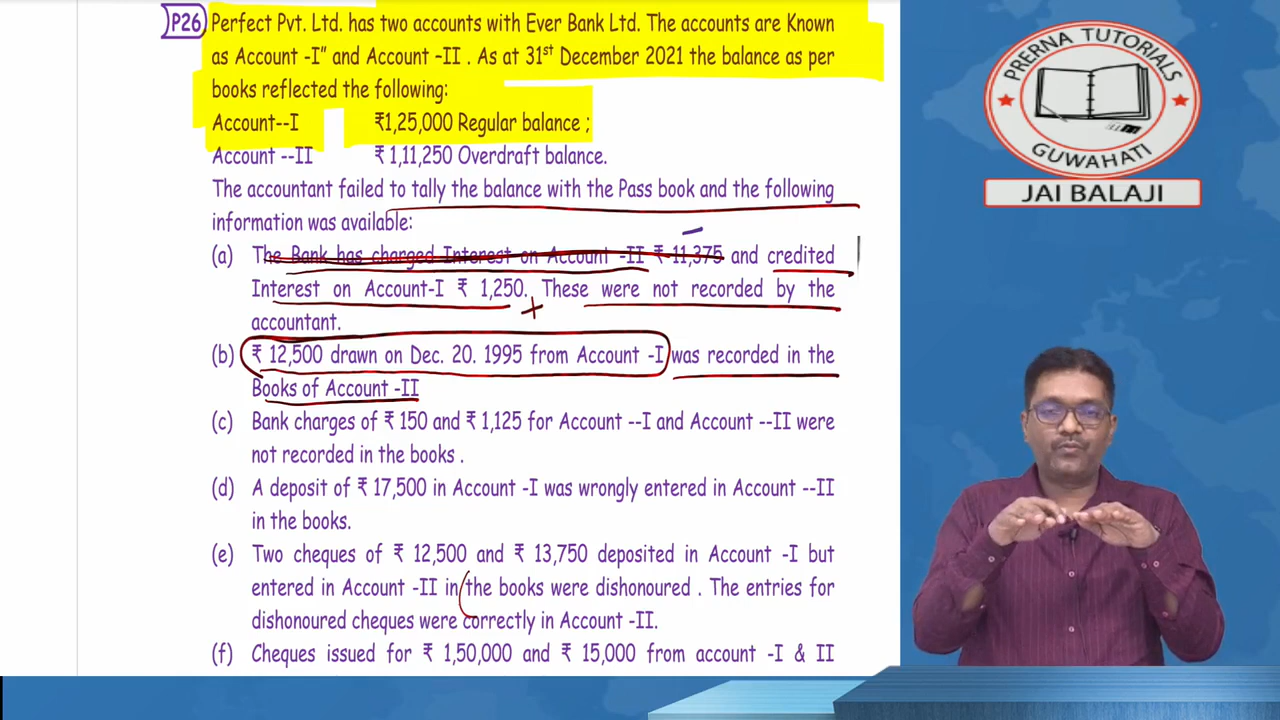 P26 Perfect Pvt. Ltd. has two accounts with Ever Bank Ltd. The accounts are Known
as Account -I” and Account –II . As at 31st December 2021 the balance as per
books reflected the following:
Account--I ₹1,25,000 Regular balance ;
Account --II ₹ 1,11,250 Overdraft balance.
The accountant failed to tally the balance with the Pass book and the following
information was available:
(a) The Bank has charged Interest on Account -II ₹ 11,375 and credited
Interest on Account-I ₹ 1,250. These were not recorded by the
accountant.
(b) ₹ 12,500 drawn on Dec. 20. 1995 from Account -I was recorded in the
Books of Account -II
(c) Bank charges of ₹ 150 and ₹ 1,125 for Account --I and Account --II were
not recorded in the books .
(d) A deposit of ₹ 17,500 in Account -I was wrongly entered in Account --II
in the books.
(e) Two cheques of ₹ 12,500 and ₹ 13,750 deposited in Account -I but
entered in Account -II in the books were dishonoured . The entries for
dishonoured cheques were correctly in Account -II.
(f) Cheques issued for ₹ 1,50,000 and ₹ 15,000 from account -I & II
PRERNA TUTORIALS
GUWAHATI
JAI BALAJI